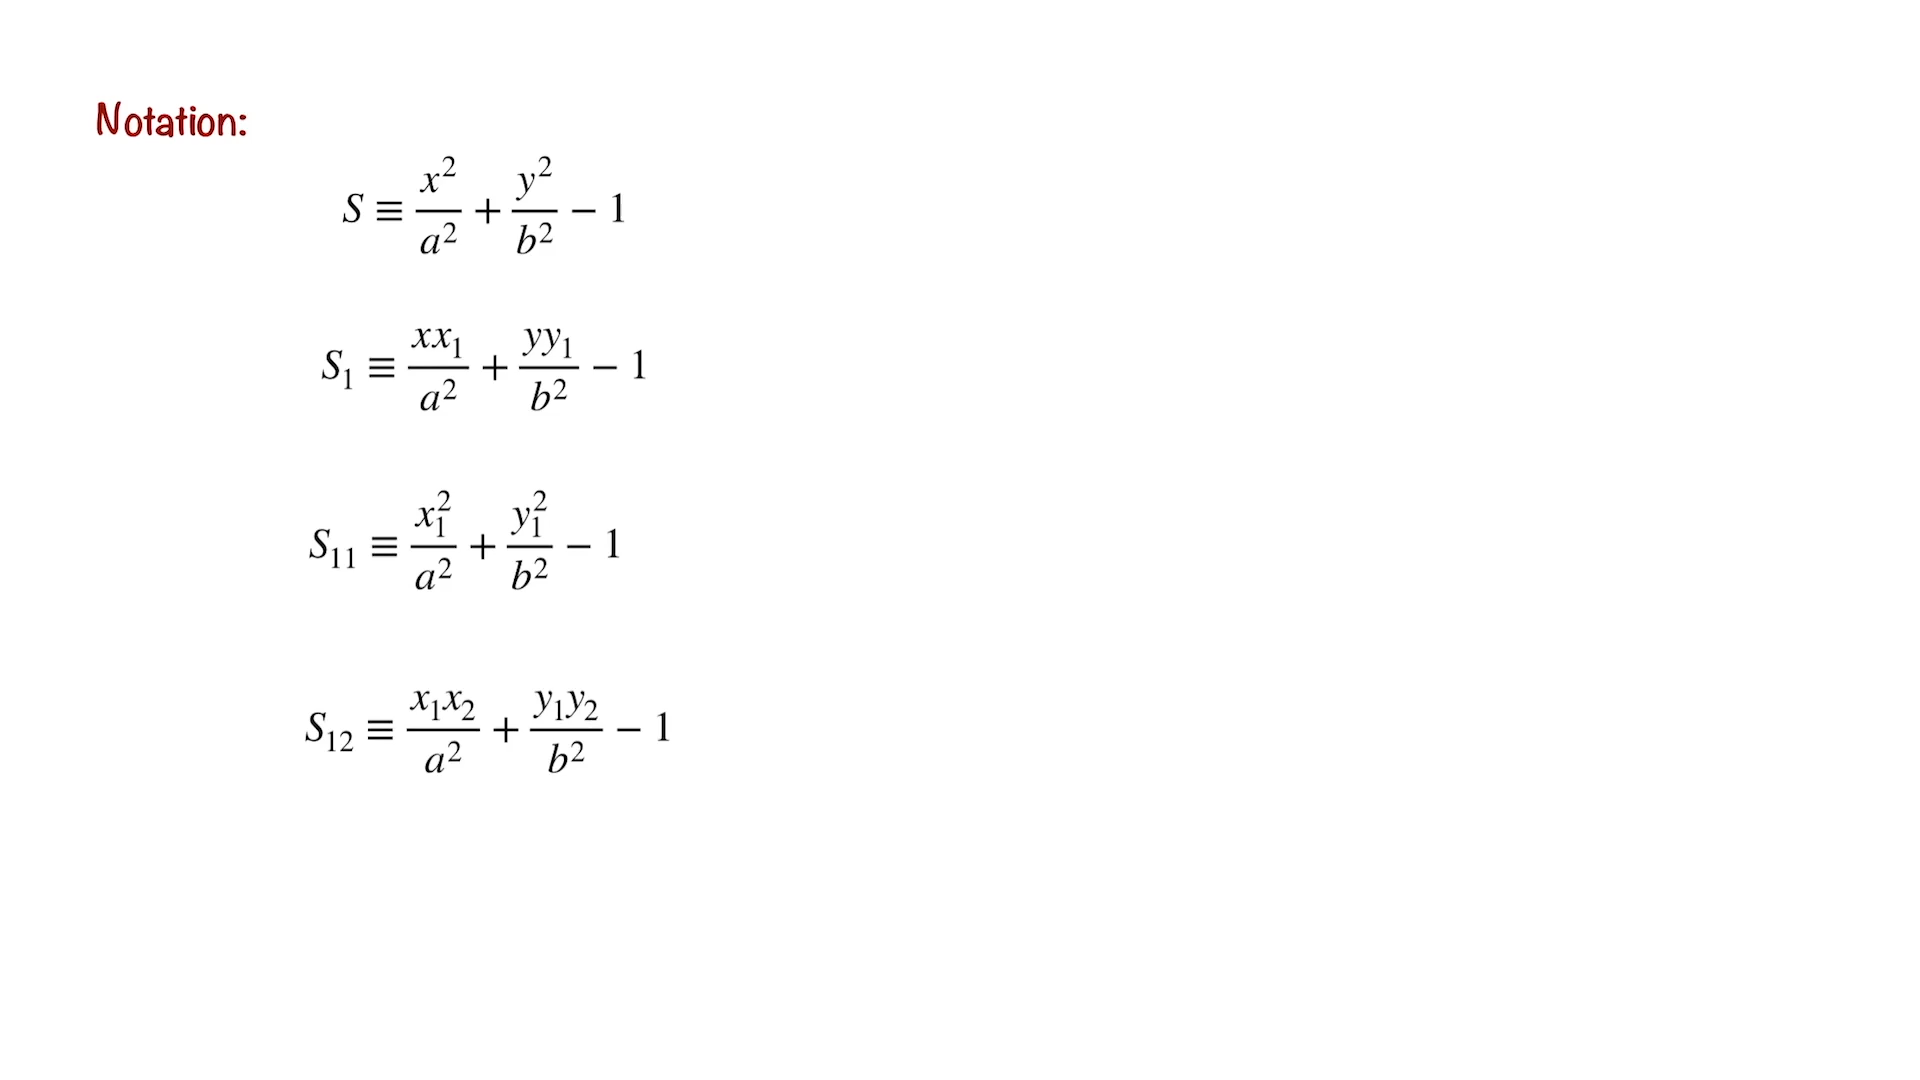 Notation:
S ≡ x²/a² + y²/b² − 1
S₁ ≡ xx₁/a² + yy₁/b² − 1
S₁₁ ≡ x₁²/a² + y₁²/b² − 1
S₁₂ ≡ x₁x₂/a² + y₁y₂/b² − 1